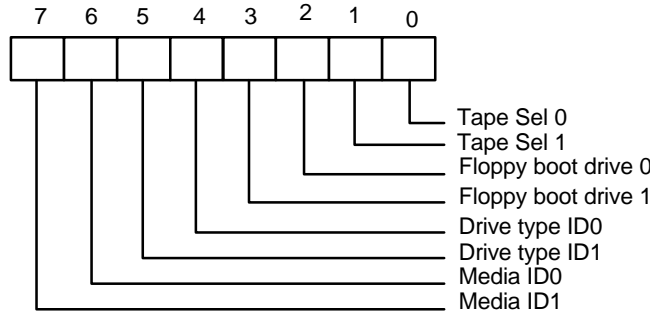 7 6 5 4 3 2 1 0
Tape Sel 0
Tape Sel 1
Floppy boot drive 0
Floppy boot drive 1
Drive type ID0
Drive type ID1
Media ID0
Media ID1